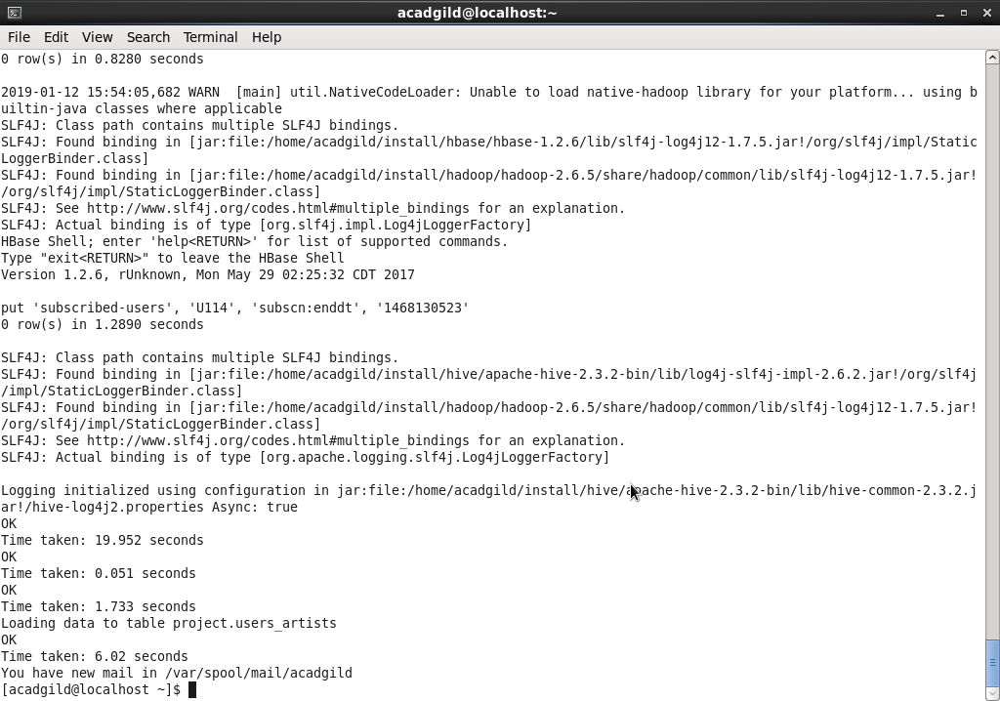 acadgild@localhost:~
File Edit View Search Terminal Help
0 row(s) in 0.8280 seconds
2019-01-12 15:54:05,682 WARN  [main] util.NativeCodeLoader: Unable to load native-hadoop library for your platform... using b
uiltin-java classes where applicable
SLF4J: Class path contains multiple SLF4J bindings.
SLF4J: Found binding in [jar:file:/home/acadgild/install/hbase/hbase-1.2.6/lib/slf4j-log4j12-1.7.5.jar!/org/slf4j/impl/Static
LoggerBinder.class]
SLF4J: Found binding in [jar:file:/home/acadgild/install/hadoop/hadoop-2.6.5/share/hadoop/common/lib/slf4j-log4j12-1.7.5.jar!
/org/slf4j/impl/StaticLoggerBinder.class]
SLF4J: See http://www.slf4j.org/codes.html#multiple_bindings for an explanation.
SLF4J: Actual binding is of type [org.slf4j.impl.Log4jLoggerFactory]
HBase Shell; enter 'help<RETURN>' for list of supported commands.
Type "exit<RETURN>" to leave the HBase Shell
Version 1.2.6, rUnknown, Mon May 29 02:25:32 CDT 2017
put 'subscribed-users', 'U114', 'subscn:enddt', '1468130523'
0 row(s) in 1.2890 seconds
SLF4J: Class path contains multiple SLF4J bindings.
SLF4J: Found binding in [jar:file:/home/acadgild/install/hive/apache-hive-2.3.2-bin/lib/log4j-slf4j-impl-2.6.2.jar!/org/slf4j
/impl/StaticLoggerBinder.class]
SLF4J: Found binding in [jar:file:/home/acadgild/install/hadoop/hadoop-2.6.5/share/hadoop/common/lib/slf4j-log4j12-1.7.5.jar!
/org/slf4j/impl/StaticLoggerBinder.class]
SLF4J: See http://www.slf4j.org/codes.html#multiple_bindings for an explanation.
SLF4J: Actual binding is of type [org.apache.logging.slf4j.Log4jLoggerFactory]
Logging initialized using configuration in jar:file:/home/acadgild/install/hive/apache-hive-2.3.2-bin/lib/hive-common-2.3.2.j
ar!/hive-log4j2.properties Async: true
OK
Time taken: 19.952 seconds
OK
Time taken: 0.051 seconds
OK
Time taken: 1.733 seconds
Loading data to table project.users_artists
OK
Time taken: 6.02 seconds
You have new mail in /var/spool/mail/acadgild
[acadgild@localhost ~]$